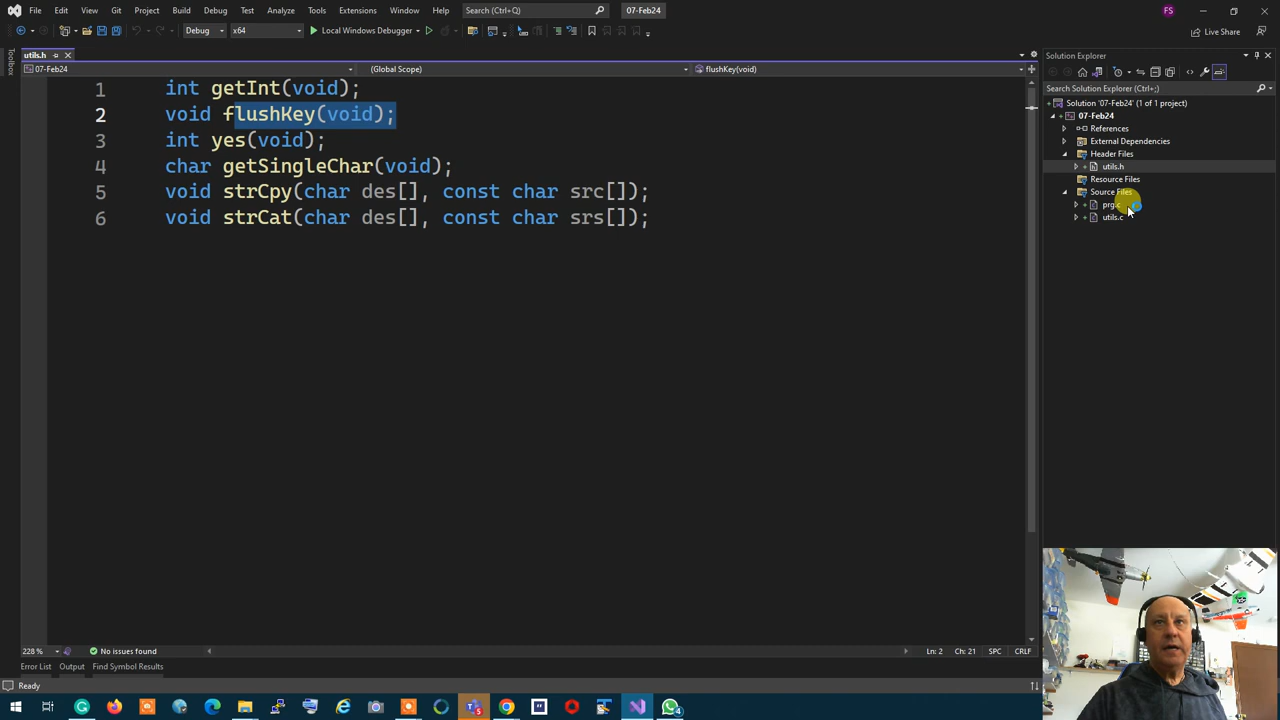 File Edit View Git Project Build Debug Test Analyze Tools Extensions Window Help Search (Ctrl+Q) 07-Feb24 FS
Debug x64 Local Windows Debugger Live Share
utils.h
Solution Explorer
07-Feb24 (Global Scope) flushKey(void)
Toolbox
Search Solution Explorer (Ctrl+;)
Solution '07-Feb24' (1 of 1 project)
07-Feb24
References
External Dependencies
Header Files
utils.h
Resource Files
Source Files
prg.c
utils.c
1 int getInt(void);
2 void flushKey(void);
3 int yes(void);
4 char getSingleChar(void);
5 void strCpy(char des[], const char src[]);
6 void strCat(char des[], const char srs[]);
228 % No issues found Ln: 2 Ch: 21 SPC CRLF
Error List Output Find Symbol Results
Ready